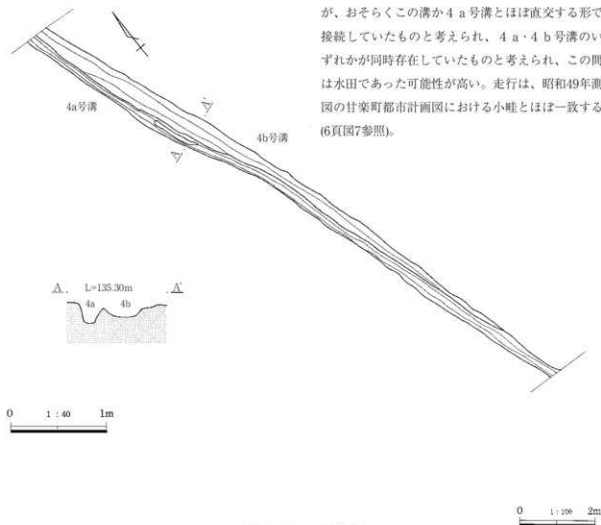 が、おそらくこの溝か4a号溝とほぼ直交する形で
接続していたものと考えられ、4a・4b号溝のい
ずれかが同時存在していたものと考えられ、この間
は水田であった可能性が高い。走行は、昭和49年測
図の甘楽町都市計画図における小畦とほぼ一致する
(6頁図7参照)。
4a号溝
A'
4b号溝
A
A L=135.30m A'
4a 4b
0 1:40 1m
0 1:100 2m